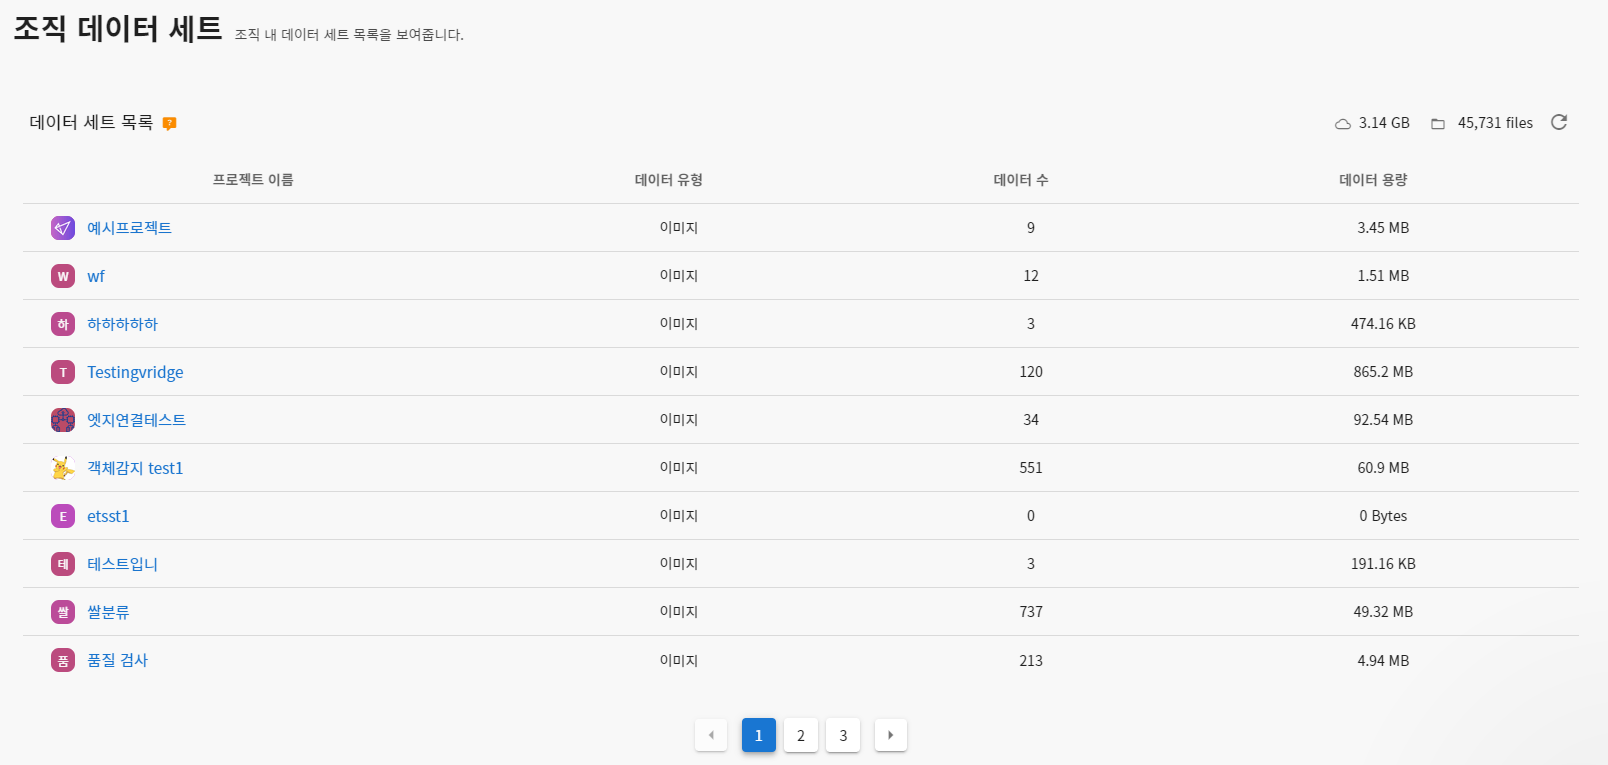 조직 데이터 세트 조직 내 데이터 세트 목록을 보여줍니다.
데이터 세트 목록 ? 3.14 GB 45,731 files
프로젝트 이름 데이터 유형 데이터 수 데이터 용량
예시프로젝트 이미지 9 3.45 MB
W wf 이미지 12 1.51 MB
하 하하하하하 이미지 3 474.16 KB
T Testingvridge 이미지 120 865.2 MB
엣지연결테스트 이미지 34 92.54 MB
객체감지 test1 이미지 551 60.9 MB
E etsst1 이미지 0 0 Bytes
테 테스트입니 이미지 3 191.16 KB
쌀 쌀분류 이미지 737 49.32 MB
품 품질 검사 이미지 213 4.94 MB
1 2 3